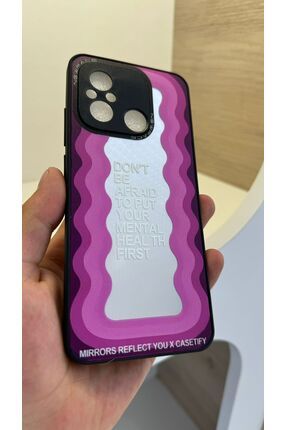 DON'T
BE
AFRAID
TO PUT
YOUR
MENTAL
HEALTH
FIRST.
MIRRORS REFLECT YOU X CASETIFY